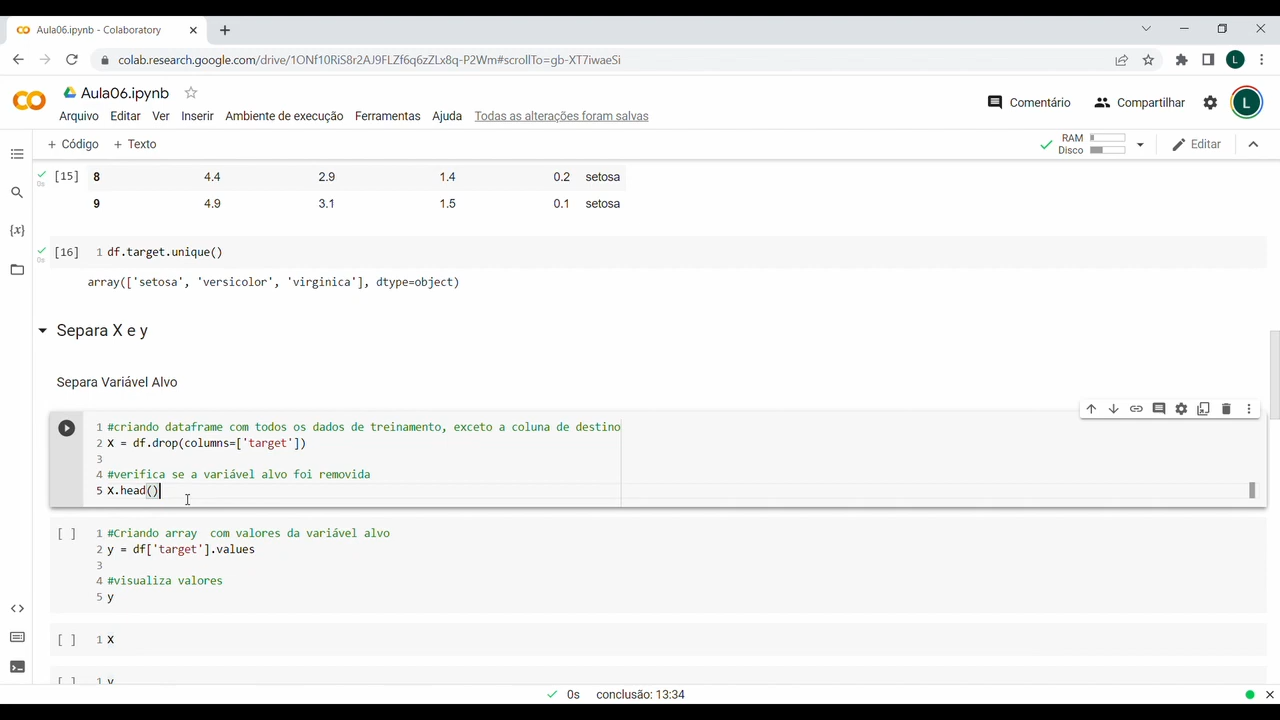 Aula06.ipynb - Colaboratory
colab.research.google.com/drive/1ONf10RiS8r2AJ9FLZf6q6zZLx8q-P2Wm#scrollTo=gb-XT7iwaeSi
L
Aula06.ipynb
Arquivo Editar Ver Inserir Ambiente de execução Ferramentas Ajuda Todas as alterações foram salvas
Comentário Compartilhar L
+ Código + Texto
RAM
Disco
Editar
[15] 8 4.4 2.9 1.4 0.2 setosa
0s
9 4.9 3.1 1.5 0.1 setosa
[16] 1 df.target.unique()
0s
array(['setosa', 'versicolor', 'virginica'], dtype=object)
Separa X e y
Separa Variável Alvo
1 #criando dataframe com todos os dados de treinamento, exceto a coluna de destino
2 X = df.drop(columns=['target'])
3
4 #verifica se a variável alvo foi removida
5 X.head()
[ ] 1 #Criando array  com valores da variável alvo
2 y = df['target'].values
3
4 #visualiza valores
5 y
[ ] 1 X
[ ] 1 y
0s conclusão: 13:34